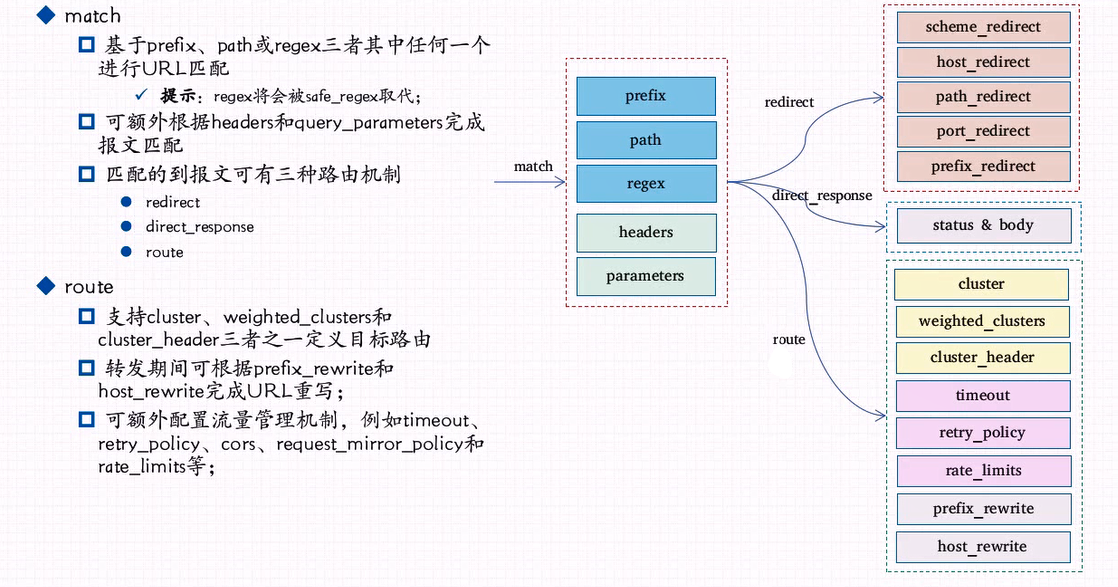 match
基于prefix、path或regex三者其中任何一个
进行URL匹配
提示：regex将会被safe_regex取代；
可额外根据headers和query_parameters完成
报文匹配
匹配的到报文可有三种路由机制
redirect
direct_response
route
route
支持cluster、weighted_clusters和
cluster_header三者之一定义目标路由
转发期间可根据prefix_rewrite和
host_rewrite完成URL重写；
可额外配置流量管理机制，例如timeout、
retry_policy、cors、request_mirror_policy和
rate_limits等；
match
prefix
path
regex
headers
parameters
redirect
direct_response
route
scheme_redirect
host_redirect
path_redirect
port_redirect
prefix_redirect
status & body
cluster
weighted_clusters
cluster_header
timeout
retry_policy
rate_limits
prefix_rewrite
host_rewrite